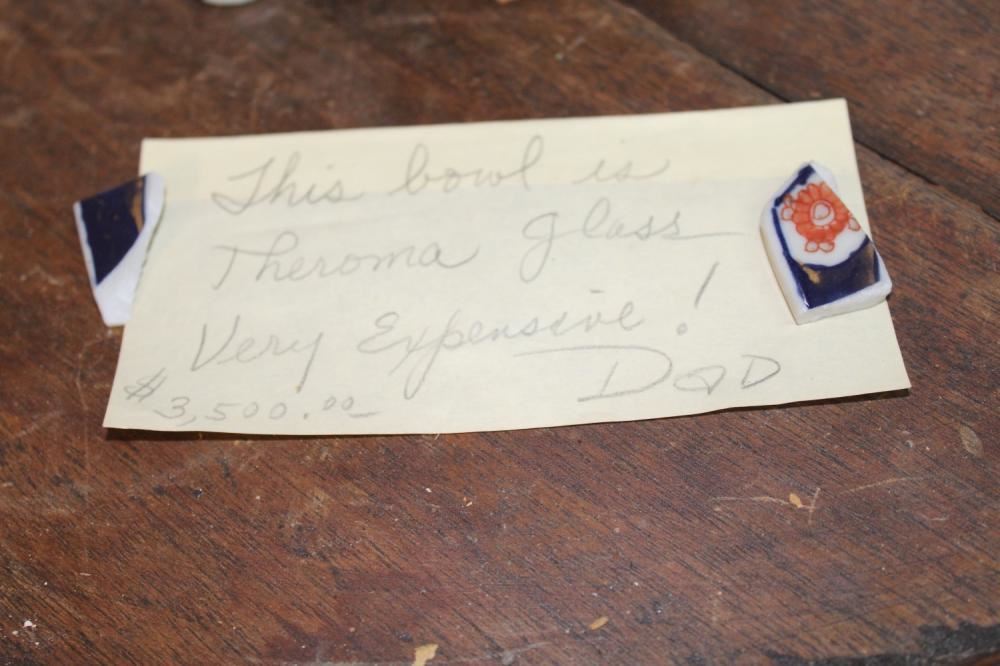 This bowl is
Theroma glass
Very Expensive!
$3,500.00 DAD